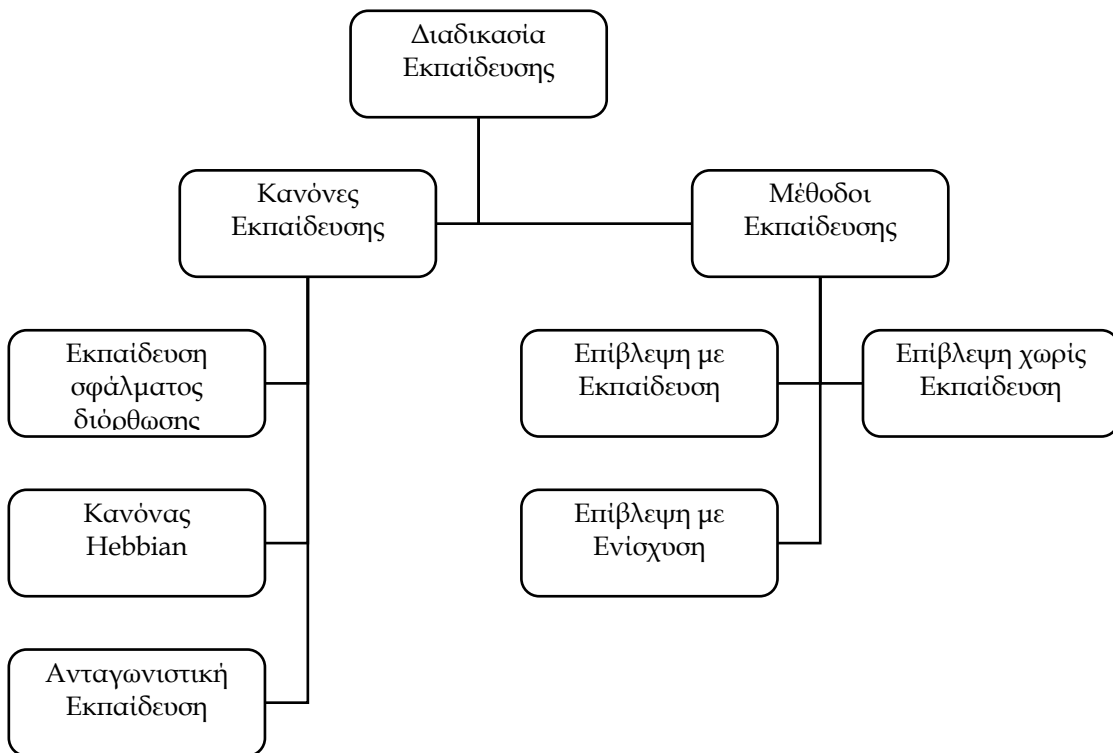 Διαδικασία
Εκπαίδευσης
Κανόνες
Εκπαίδευσης
Μέθοδοι
Εκπαίδευσης
Εκπαίδευση
σφάλματος
διόρθωσης
Επίβλεψη με
Εκπαίδευση
Επίβλεψη χωρίς
Εκπαίδευση
Κανόνας
Hebbian
Επίβλεψη με
Ενίσχυση
Ανταγωνιστική
Εκπαίδευση